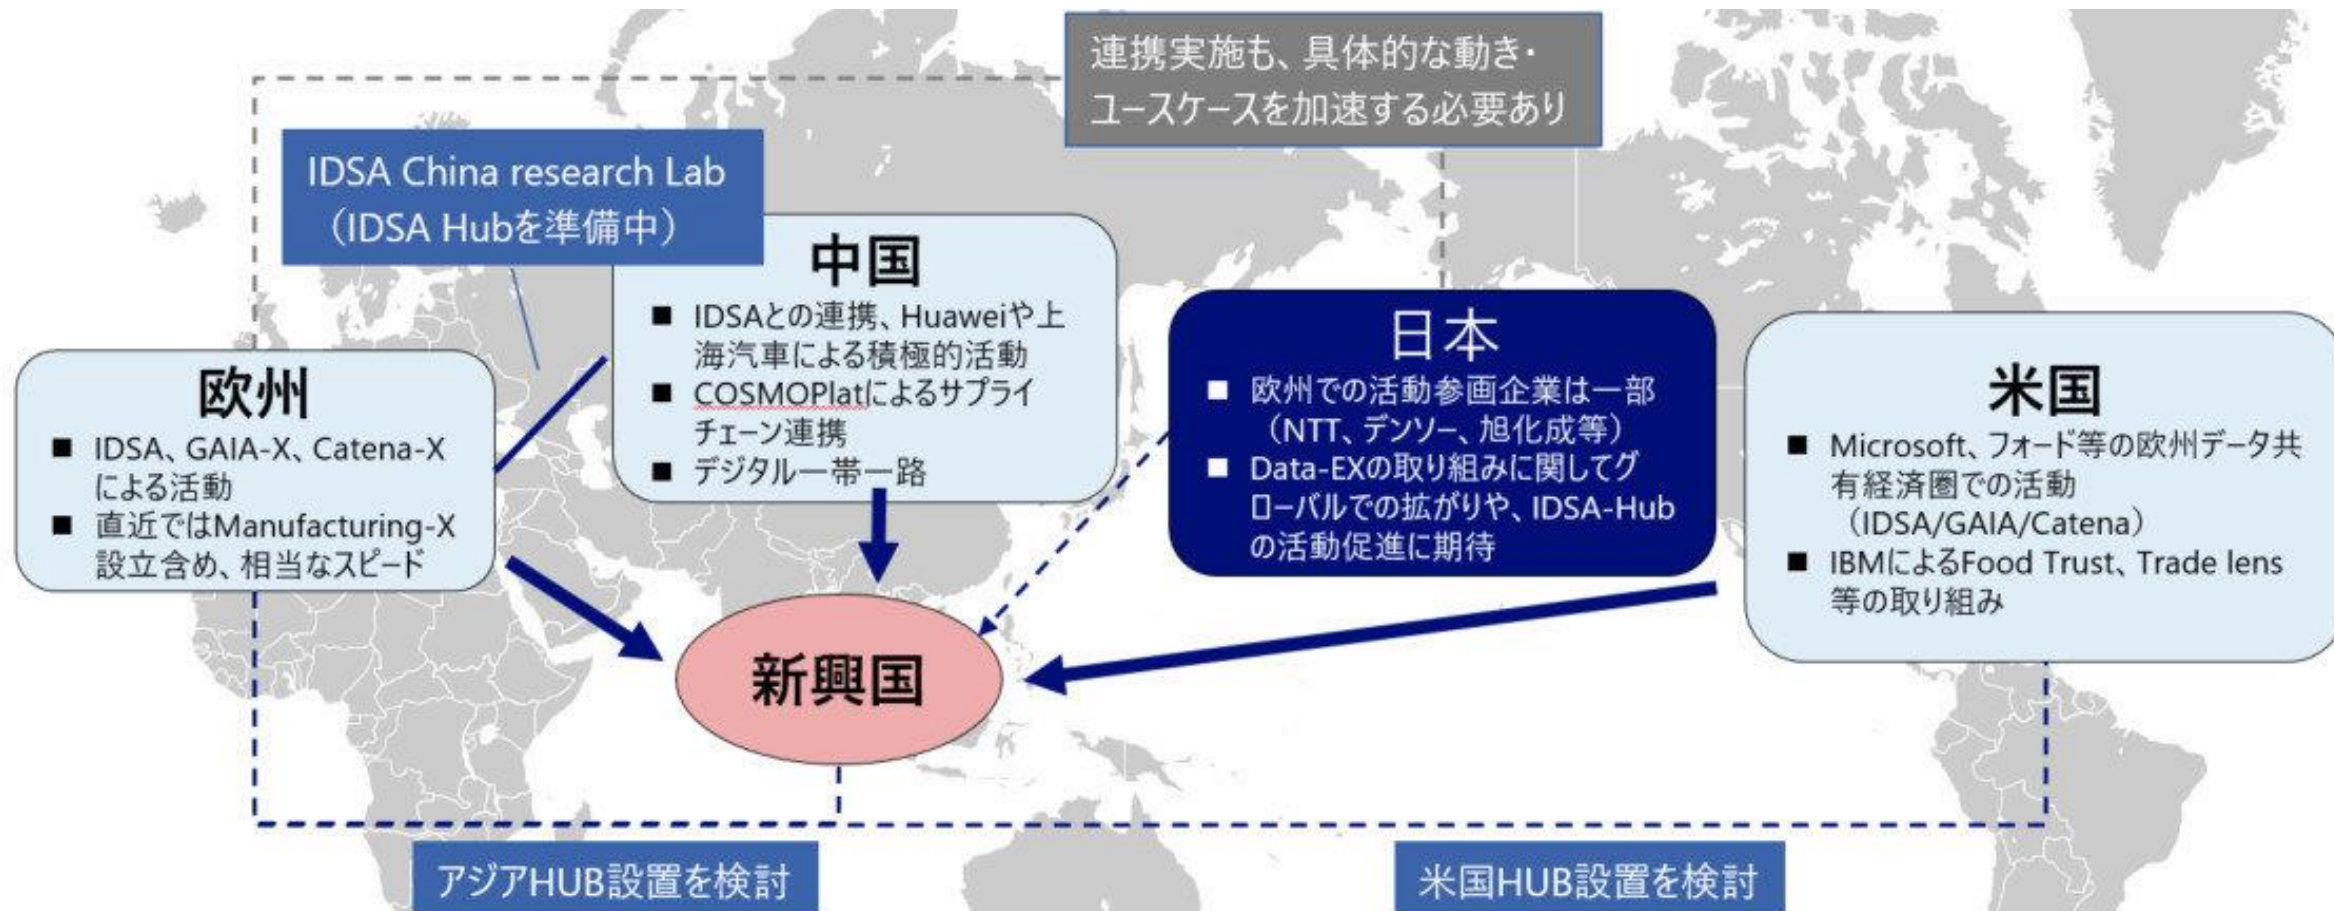 連携実施も、具体的な動き・
ユースケースを加速する必要あり
IDSA China research Lab
（IDSA Hubを準備中）
中国
■ IDSAとの連携、Huaweiや上
海汽車による積極的活動
■ COSMOPlatによるサプライ
チェーン連携
■ デジタル一帯一路
日本
■ 欧州での活動参画企業は一部
（NTT、デンソー、旭化成等）
■ Data-EXの取り組みに関してグ
ローバルでの拡がりや、IDSA-Hub
の活動促進に期待
欧州
■ IDSA、GAIA-X、Catena-X
による活動
■ 直近ではManufacturing-X
設立含め、相当なスピード
米国
■ Microsoft、フォード等の欧州データ共
有経済圏での活動
（IDSA/GAIA/Catena）
■ IBMによるFood Trust、Trade lens
等の取り組み
新興国
アジアHUB設置を検討
米国HUB設置を検討